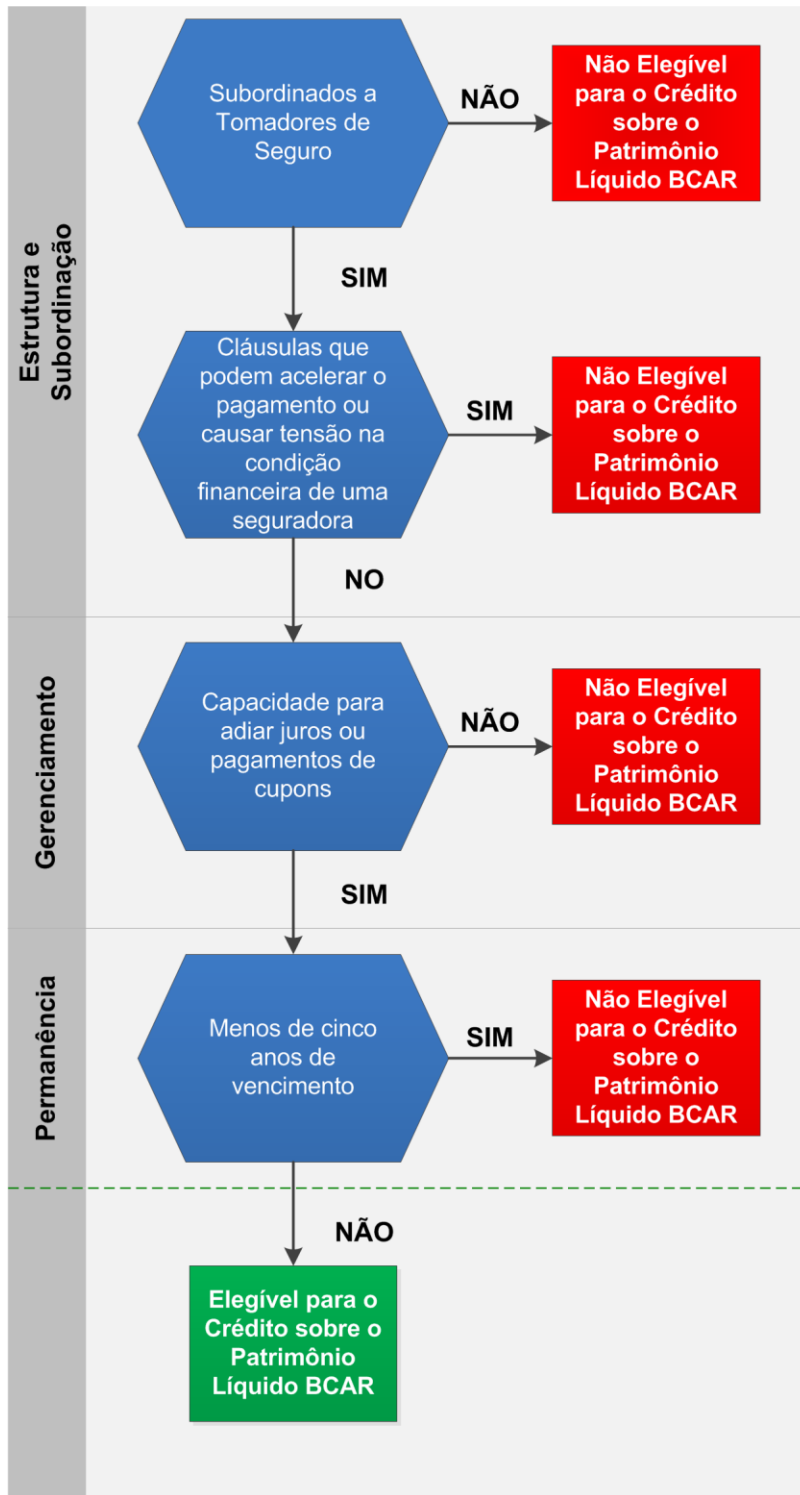 Estrutura e
Subordinação
Subordinados a
Tomadores de
Seguro
NÃO
Não Elegível
para o Crédito
sobre o
Patrimônio
Líquido BCAR
SIM
Cláusulas que
podem acelerar o
pagamento ou
causar tensão na
condição
financeira de uma
seguradora
SIM
Não Elegível
para o Crédito
sobre o
Patrimônio
Líquido BCAR
NO
Gerenciamento
Capacidade para
adiar juros ou
pagamentos de
cupons
NÃO
Não Elegível
para o Crédito
sobre o
Patrimônio
Líquido BCAR
SIM
Permanência
Menos de cinco
anos de
vencimento
SIM
Não Elegível
para o Crédito
sobre o
Patrimônio
Líquido BCAR
NÃO
Elegível para o
Crédito sobre o
Patrimônio
Líquido BCAR